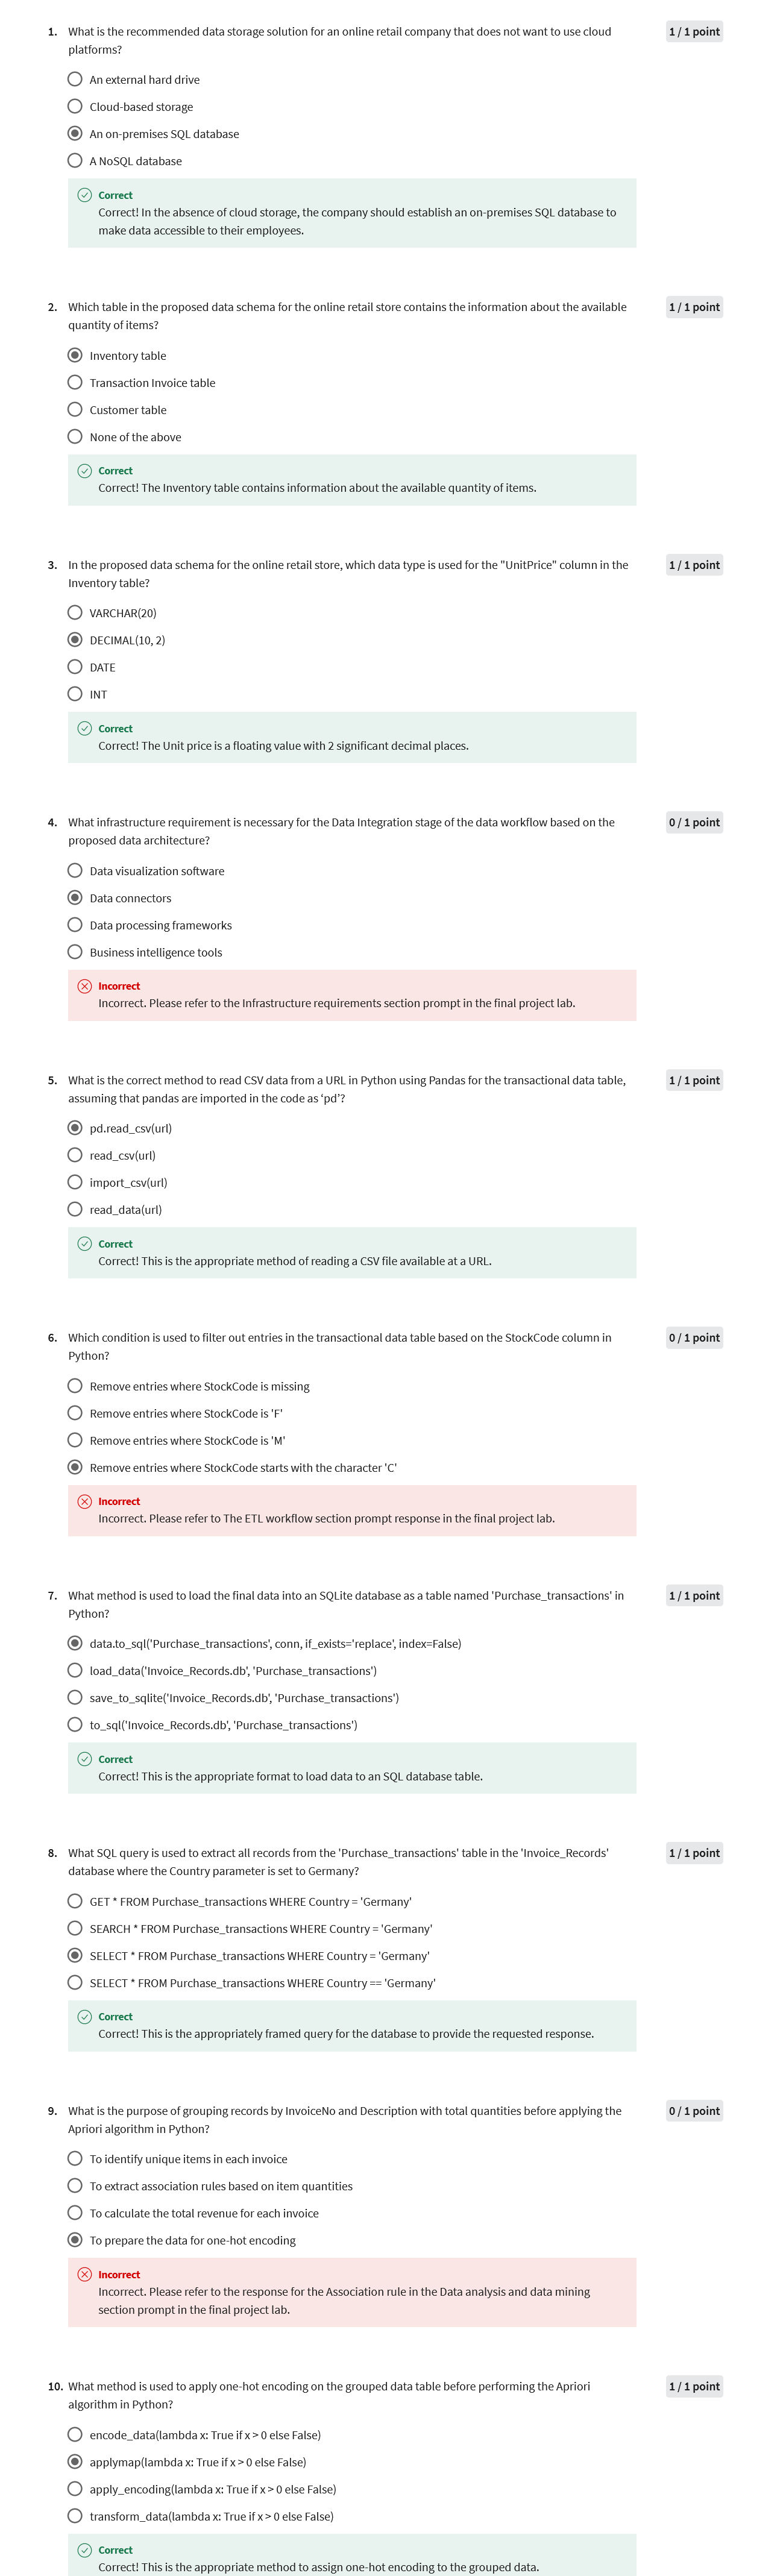 1. What is the recommended data storage solution for an online retail company that does not want to use cloud 1 / 1 point
platforms?
An external hard drive
Cloud-based storage
An on-premises SQL database
A NoSQL database
Correct
Correct! In the absence of cloud storage, the company should establish an on-premises SQL database to
make data accessible to their employees.
2. Which table in the proposed data schema for the online retail store contains the information about the available 1 / 1 point
quantity of items?
Inventory table
Transaction Invoice table
Customer table
None of the above
Correct
Correct! The Inventory table contains information about the available quantity of items.
3. In the proposed data schema for the online retail store, which data type is used for the "UnitPrice" column in the 1 / 1 point
Inventory table?
VARCHAR(20)
DECIMAL(10, 2)
DATE
INT
Correct
Correct! The Unit price is a floating value with 2 significant decimal places.
4. What infrastructure requirement is necessary for the Data Integration stage of the data workflow based on the 0 / 1 point
proposed data architecture?
Data visualization software
Data connectors
Data processing frameworks
Business intelligence tools
Incorrect
Incorrect. Please refer to the Infrastructure requirements section prompt in the final project lab.
5. What is the correct method to read CSV data from a URL in Python using Pandas for the transactional data table, 1 / 1 point
assuming that pandas are imported in the code as ‘pd’?
pd.read_csv(url)
read_csv(url)
import_csv(url)
read_data(url)
Correct
Correct! This is the appropriate method of reading a CSV file available at a URL.
6. Which condition is used to filter out entries in the transactional data table based on the StockCode column in 0 / 1 point
Python?
Remove entries where StockCode is missing
Remove entries where StockCode is 'F'
Remove entries where StockCode is 'M'
Remove entries where StockCode starts with the character 'C'
Incorrect
Incorrect. Please refer to The ETL workflow section prompt response in the final project lab.
7. What method is used to load the final data into an SQLite database as a table named 'Purchase_transactions' in 1 / 1 point
Python?
data.to_sql('Purchase_transactions', conn, if_exists='replace', index=False)
load_data('Invoice_Records.db', 'Purchase_transactions')
save_to_sqlite('Invoice_Records.db', 'Purchase_transactions')
to_sql('Invoice_Records.db', 'Purchase_transactions')
Correct
Correct! This is the appropriate format to load data to an SQL database table.
8. What SQL query is used to extract all records from the 'Purchase_transactions' table in the 'Invoice_Records' 1 / 1 point
database where the Country parameter is set to Germany?
GET * FROM Purchase_transactions WHERE Country = 'Germany'
SEARCH * FROM Purchase_transactions WHERE Country = 'Germany'
SELECT * FROM Purchase_transactions WHERE Country = 'Germany'
SELECT * FROM Purchase_transactions WHERE Country == 'Germany'
Correct
Correct! This is the appropriately framed query for the database to provide the requested response.
9. What is the purpose of grouping records by InvoiceNo and Description with total quantities before applying the 0 / 1 point
Apriori algorithm in Python?
To identify unique items in each invoice
To extract association rules based on item quantities
To calculate the total revenue for each invoice
To prepare the data for one-hot encoding
Incorrect
Incorrect. Please refer to the response for the Association rule in the Data analysis and data mining
section prompt in the final project lab.
10. What method is used to apply one-hot encoding on the grouped data table before performing the Apriori 1 / 1 point
algorithm in Python?
encode_data(lambda x: True if x > 0 else False)
applymap(lambda x: True if x > 0 else False)
apply_encoding(lambda x: True if x > 0 else False)
transform_data(lambda x: True if x > 0 else False)
Correct
Correct! This is the appropriate method to assign one-hot encoding to the grouped data.